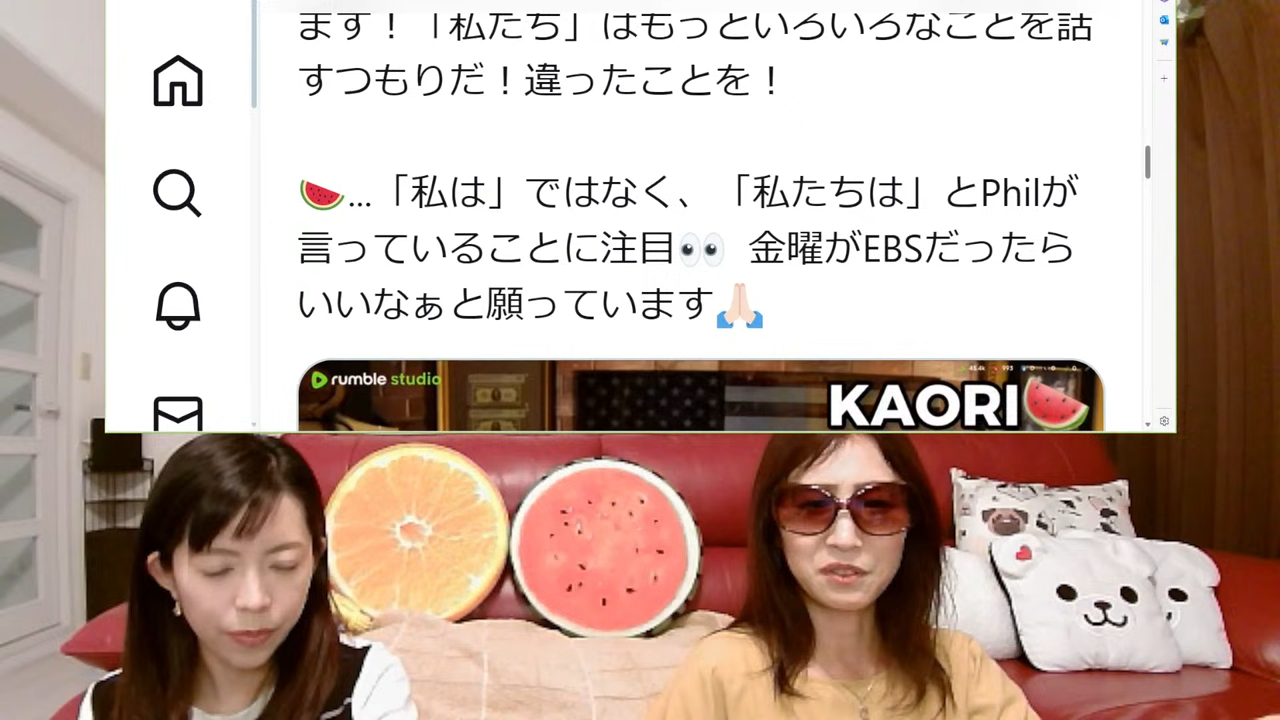 ます！「私たち」はもっといろいろなことを話
すつもりだ！違ったことを！
🍉...「私は」ではなく、「私たちは」とPhilが
言っていることに注目👀 金曜がEBSだったら
いいなぁと願っています🙏🏻
rumble studio
KAORI🍉